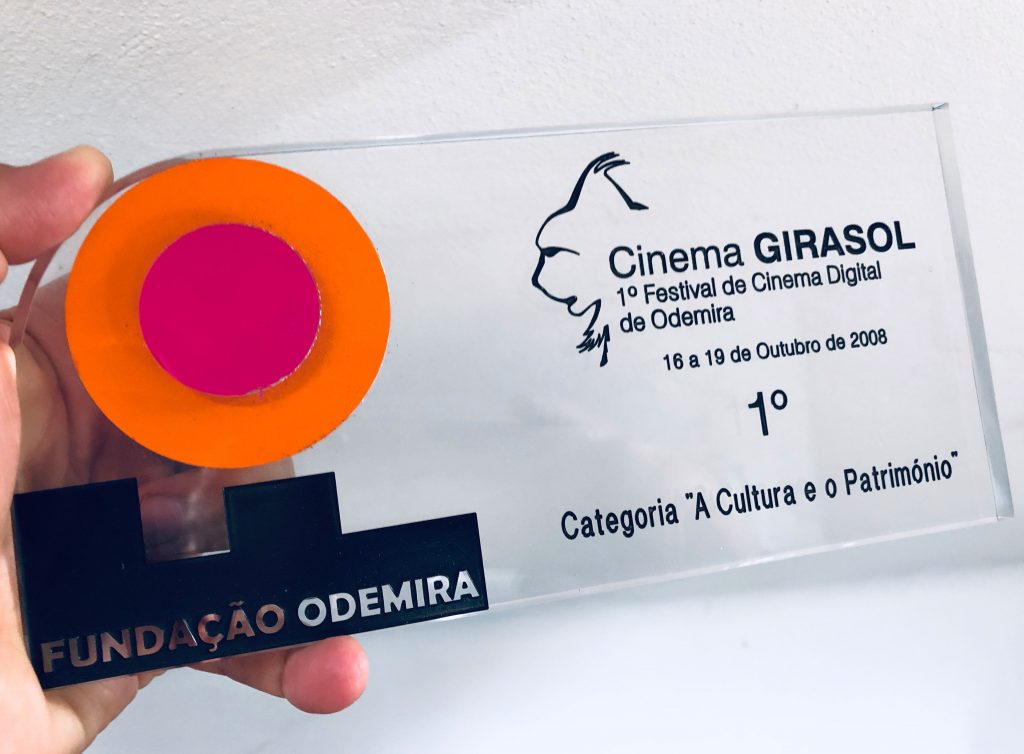 Cinema GIRASOL
1º Festival de Cinema Digital
de Odemira
16 a 19 de Outubro de 2008
1º
Categoria "A Cultura e o Património"
FUNDAÇÃO ODEMIRA